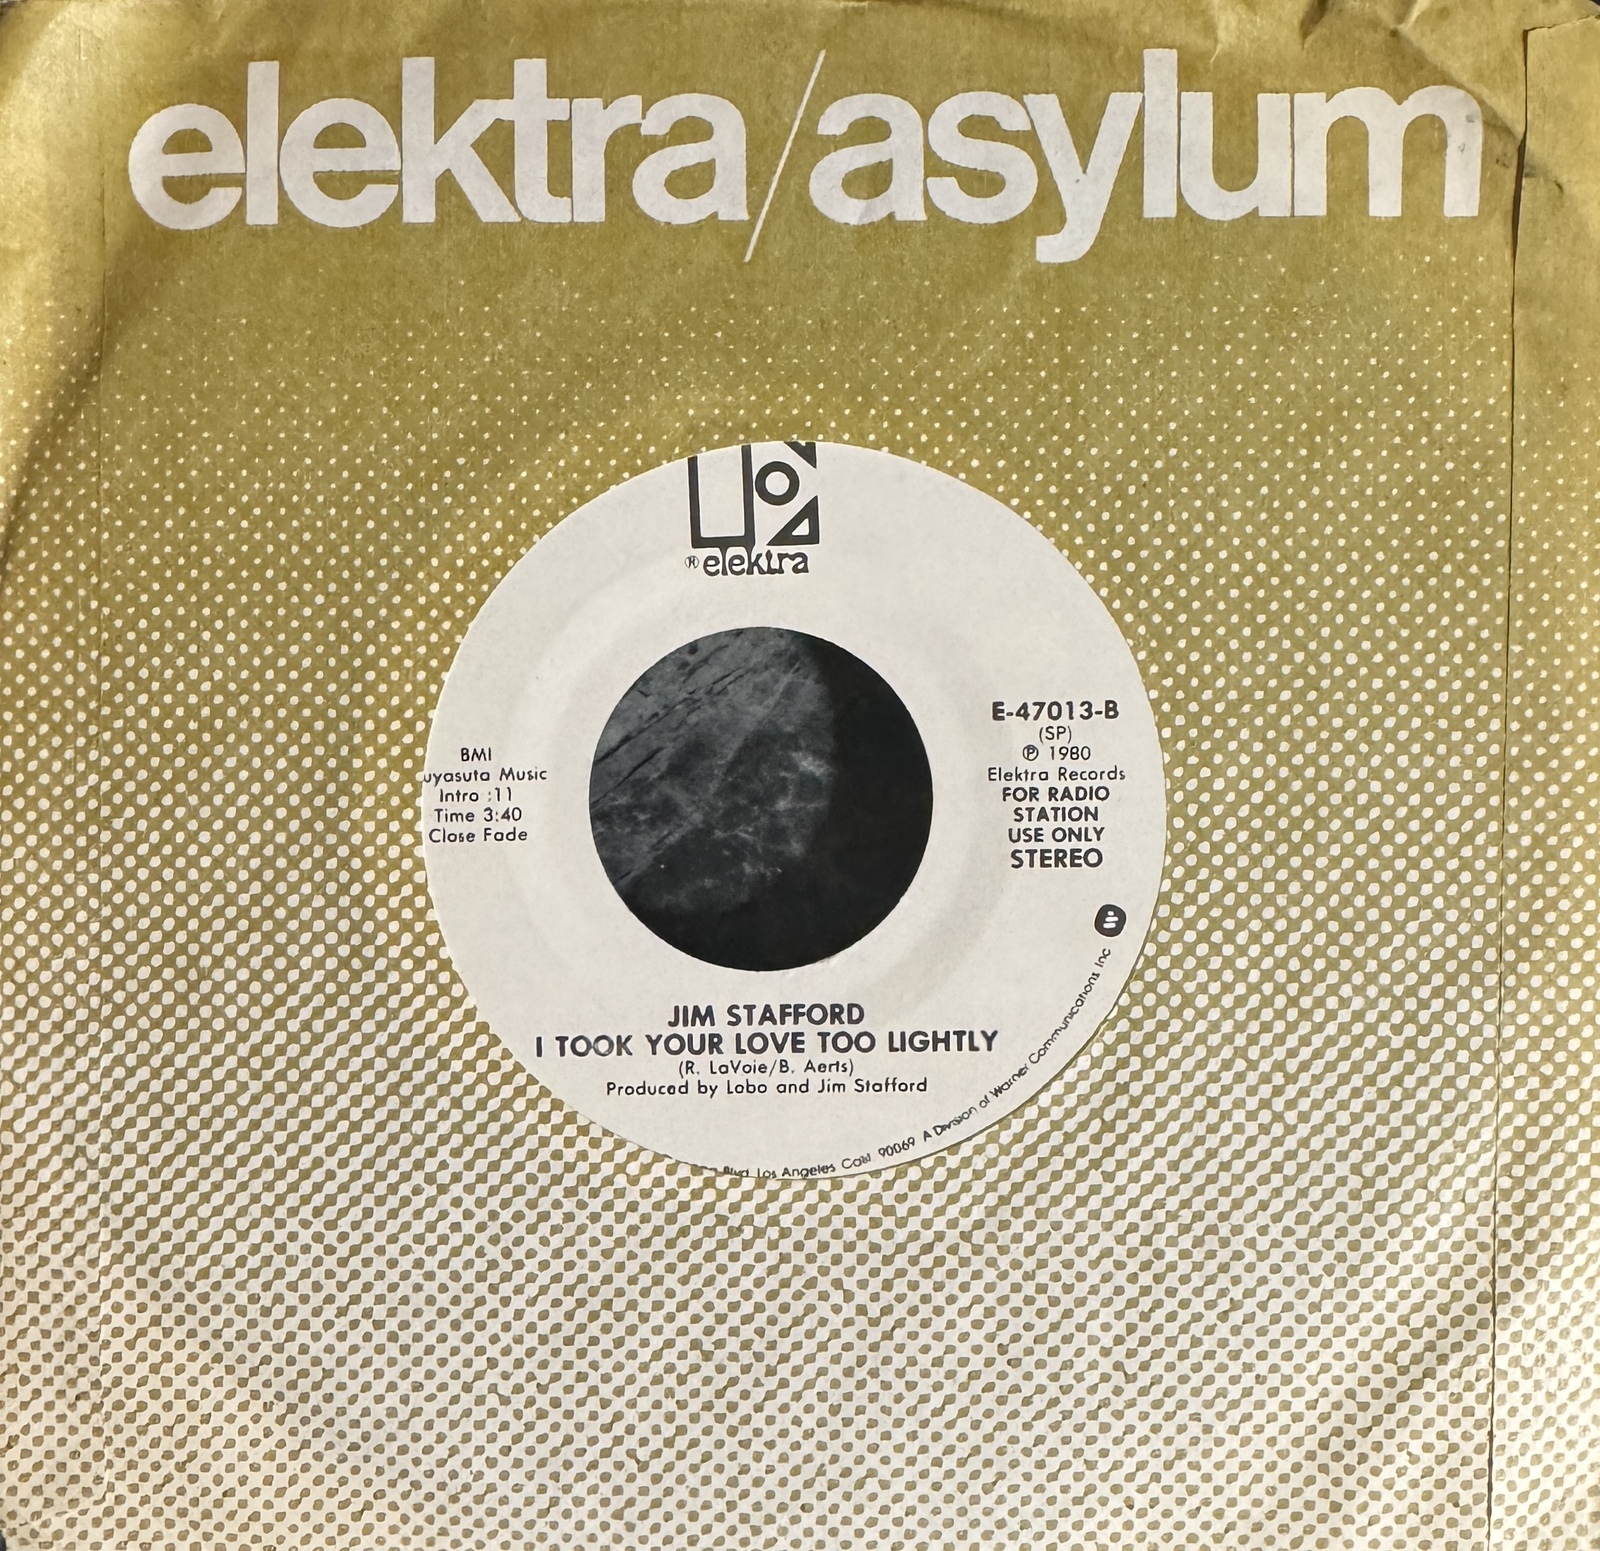 elektra/asylum
® elektra
BMI
uyasuta Music
Intro :11
Time 3:40
Close Fade
E-47013-B
(SP)
℗ 1980
Elektra Records
FOR RADIO
STATION
USE ONLY
STEREO
JIM STAFFORD
I TOOK YOUR LOVE TOO LIGHTLY
(R. LaVoie/B. Aerts)
Produced by Lobo and Jim Stafford
Blvd Los Angeles Calif 90069 A Division of Warner Communications Inc